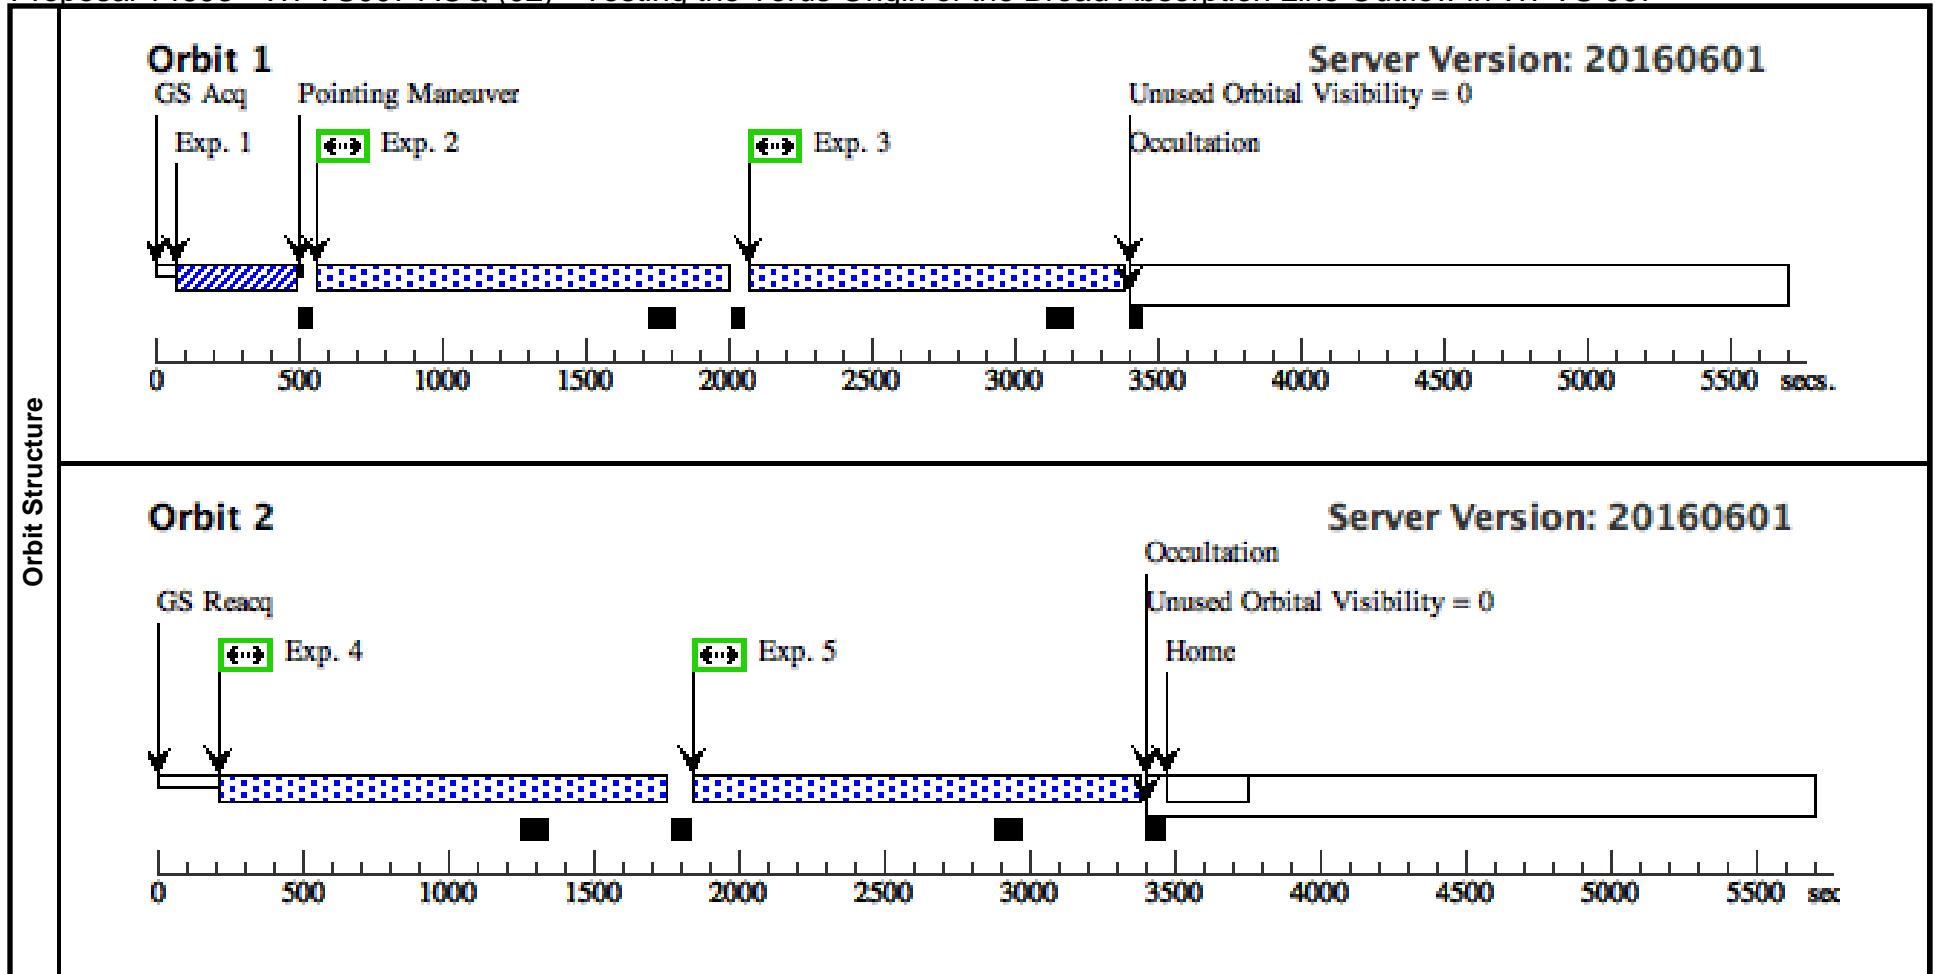 Orbit 1
Server Version: 20160601
GS Acq Pointing Maneuver Unused Orbital Visibility = 0
Exp. 1 Exp. 2 Exp. 3 Occultation
0 500 1000 1500 2000 2500 3000 3500 4000 4500 5000 5500 secs.
Orbit Structure
Orbit 2
Server Version: 20160601
Occultation
GS Reacq Unused Orbital Visibility = 0
Exp. 4 Exp. 5 Home
0 500 1000 1500 2000 2500 3000 3500 4000 4500 5000 5500 sec